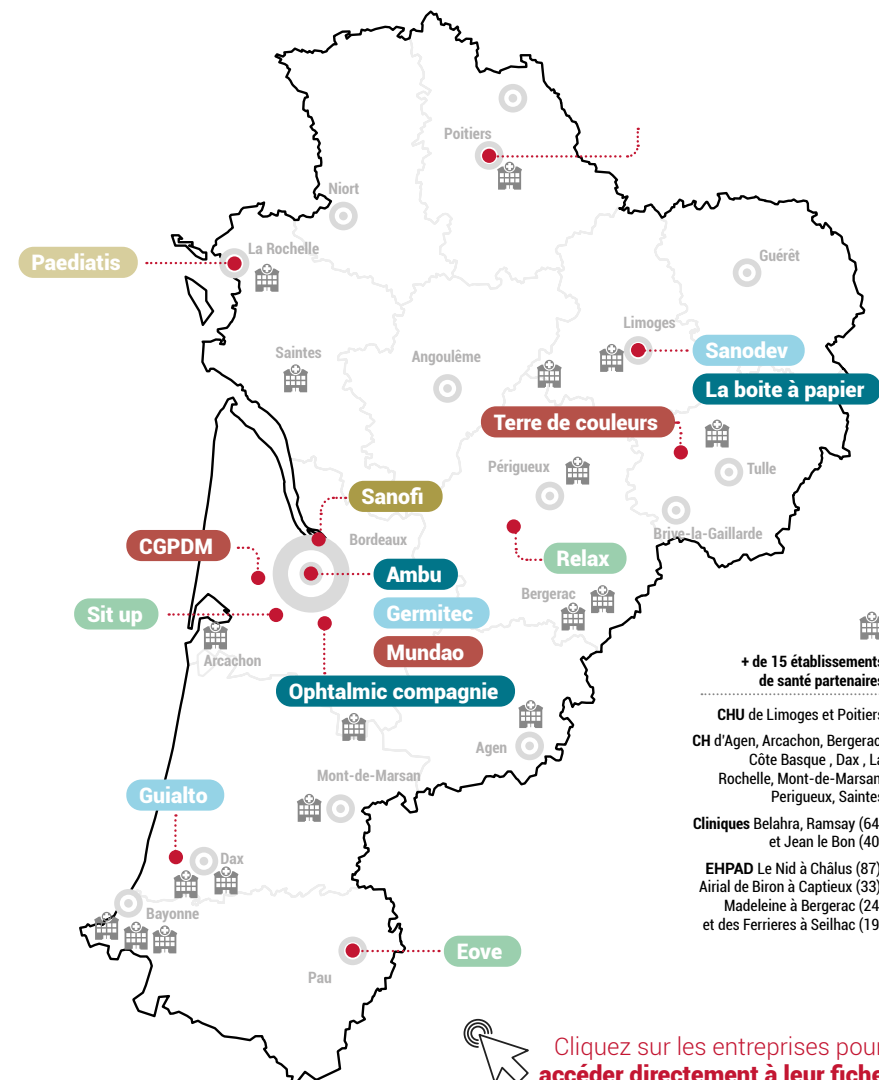 Poitiers
Niort
La Rochelle
Paediatis
Guérêt
Limoges
Saintes
Angoulême
Sanodev
La boite à papier
Terre de couleurs
Périgueux
Tulle
Sanofi
Brive-la-Gaillarde
Bordeaux
CGPDM
Relax
Ambu
Bergerac
Sit up
Germitec
Arcachon
Mundao
+ de 15 établissements
de santé partenaires
Ophtalmic compagnie
CHU de Limoges et Poitiers
CH d'Agen, Arcachon, Bergerac
Côte Basque , Dax , La
Rochelle, Mont-de-Marsan
Perigueux, Saintes
Agen
Mont-de-Marsan
Guialto
Cliniques Belahra, Ramsay (64
et Jean le Bon (40
Dax
EHPAD Le Nid à Châlus (87)
Airial de Biron à Captieux (33)
Madeleine à Bergerac (24
et des Ferrieres à Seilhac (19
Bayonne
Eove
Pau
Cliquez sur les entreprises pour
accéder directement à leur fiche